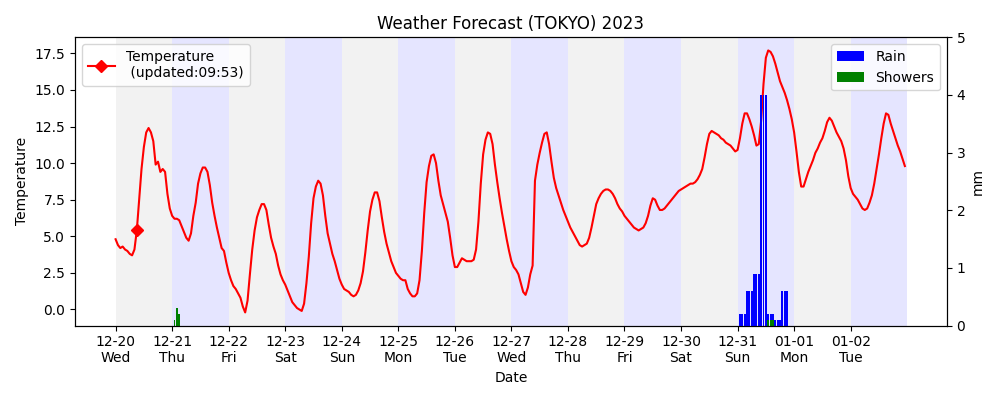 Weather Forecast (TOKYO) 2023
Temperature
(updated:09:53)
Rain
Showers
17.5
15.0
12.5
10.0
7.5
5.0
2.5
0.0
Temperature
5
4
3
2
1
0
mm
12-20 12-21 12-22 12-23 12-24 12-25 12-26 12-27 12-28 12-29 12-30 12-31 01-01 01-02
Wed Thu Fri Sat Sun Mon Tue Wed Thu Fri Sat Sun Mon Tue
Date